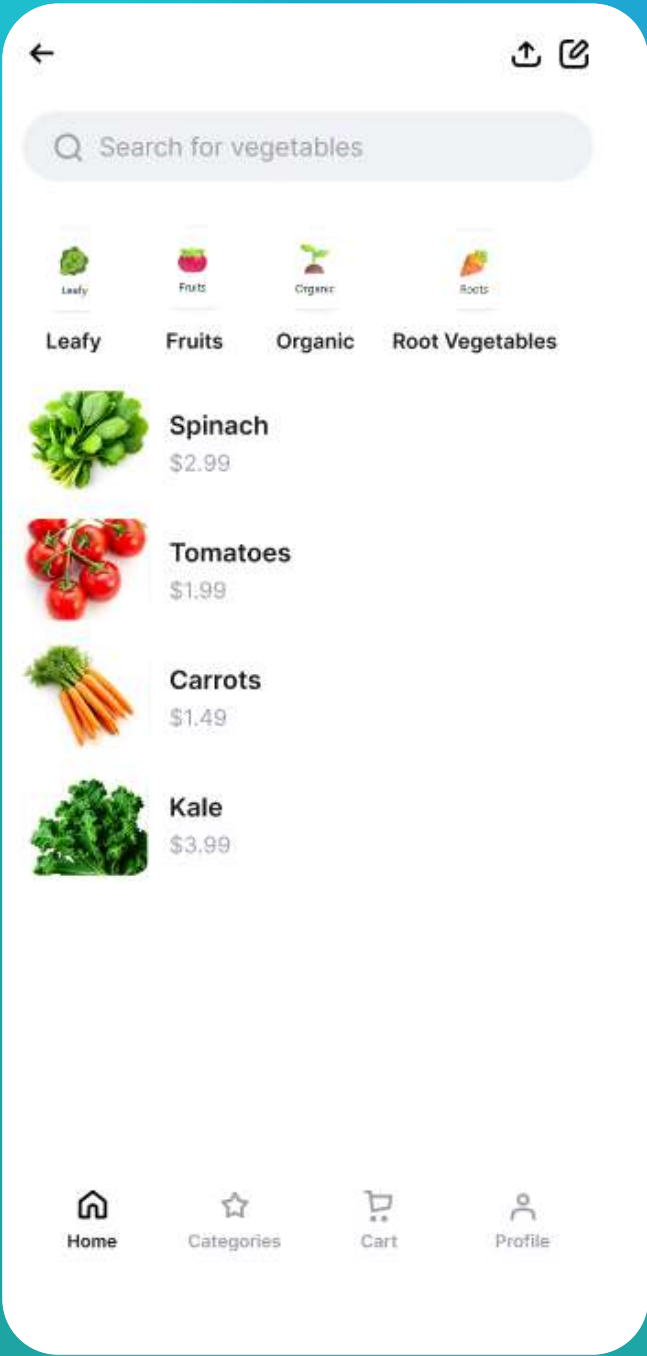 Search for vegetables
Leafy Fruits Organic Roots
Leafy Fruits Organic Root Vegetables
Spinach
$2.99
Tomatoes
$1.99
Carrots
$1.49
Kale
$3.99
Home Categories Cart Profile